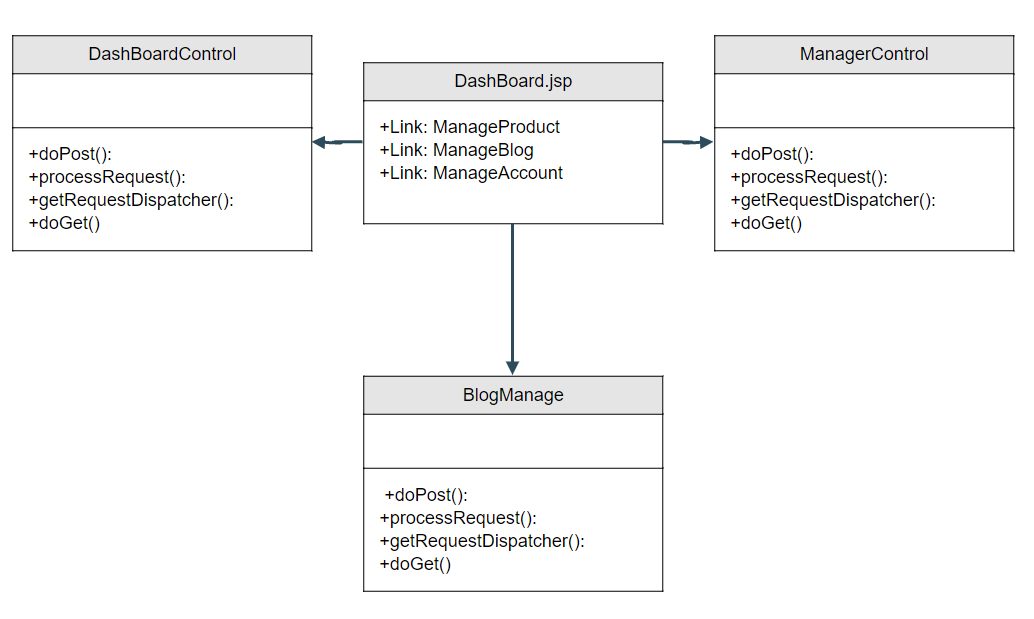 DashBoardControl
+doPost():
+processRequest():
+getRequestDispatcher():
+doGet()
DashBoard.jsp
+Link: ManageProduct
+Link: ManageBlog
+Link: ManageAccount
ManagerControl
+doPost():
+processRequest():
+getRequestDispatcher():
+doGet()
BlogManage
+doPost():
+processRequest():
+getRequestDispatcher():
+doGet()